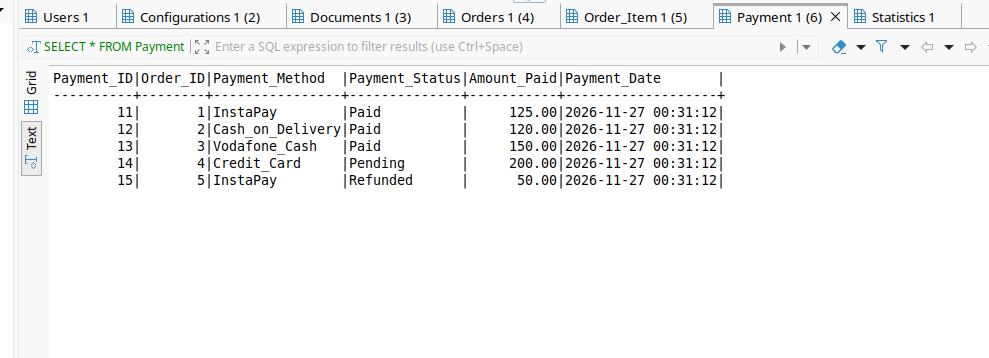 Users 1 Configurations 1 (2) Documents 1 (3) Orders 1 (4) Order_Item 1 (5) Payment 1 (6) Statistics 1
SELECT * FROM Payment Enter a SQL expression to filter results (use Ctrl+Space)
Grid
Text
Payment_ID|Order_ID|Payment_Method  |Payment_Status|Amount_Paid|Payment_Date       |
----------+--------+----------------+--------------+-----------+-------------------+
        11|       1|InstaPay        |Paid          |     125.00|2026-11-27 00:31:12|
        12|       2|Cash_on_Delivery|Paid          |     120.00|2026-11-27 00:31:12|
        13|       3|Vodafone_Cash   |Paid          |     150.00|2026-11-27 00:31:12|
        14|       4|Credit_Card     |Pending       |     200.00|2026-11-27 00:31:12|
        15|       5|InstaPay        |Refunded      |      50.00|2026-11-27 00:31:12|